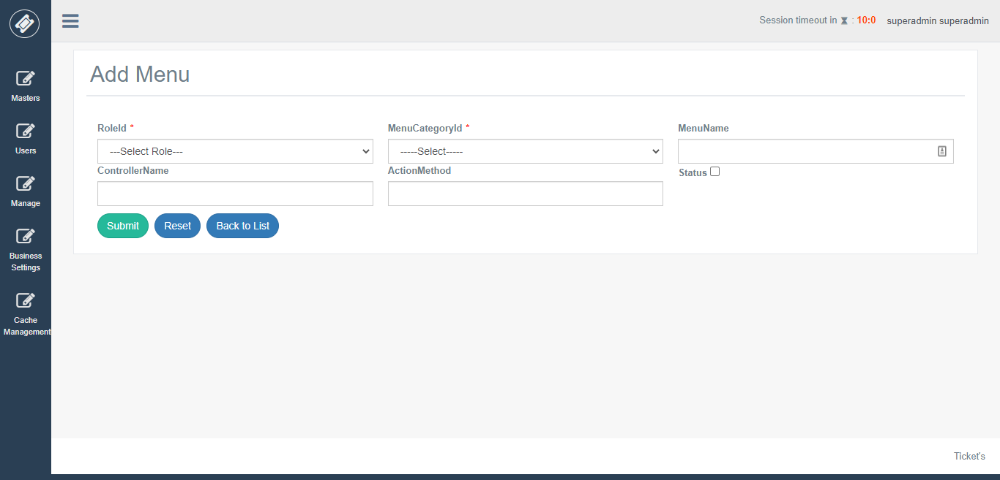 Session timeout in : 10:0 superadmin superadmin
Masters
Users
Manage
Business
Settings
Cache
Management
Add Menu
RoleId * MenuCategoryId * MenuName
---Select Role--- -----Select-----
ControllerName ActionMethod Status
Submit Reset Back to List
Ticket's